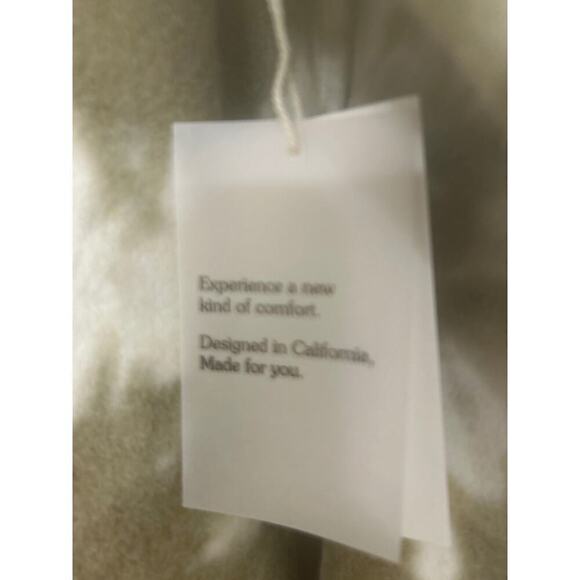 Experience a new
kind of comfort.
Designed in California,
Made for you.